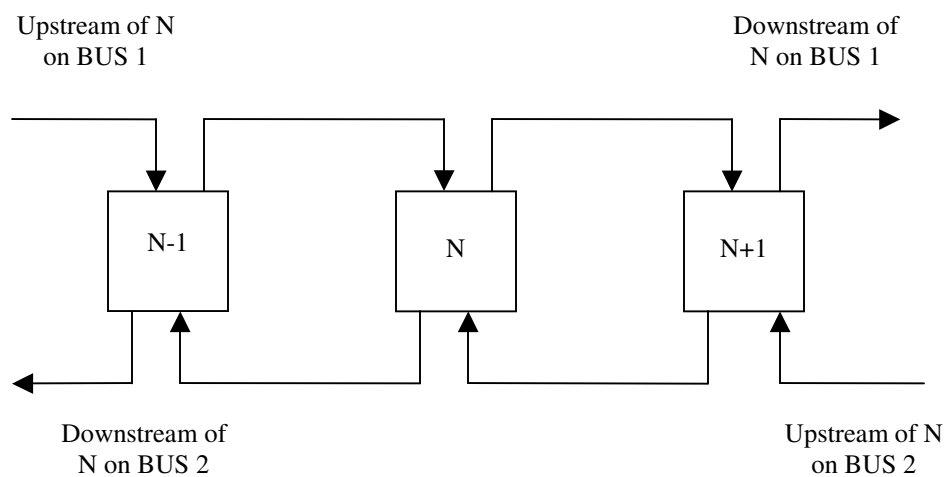 Upstream of N
on BUS 1
Downstream of
N on BUS 1
N-1
N
N+1
Downstream of
N on BUS 2
Upstream of N
on BUS 2